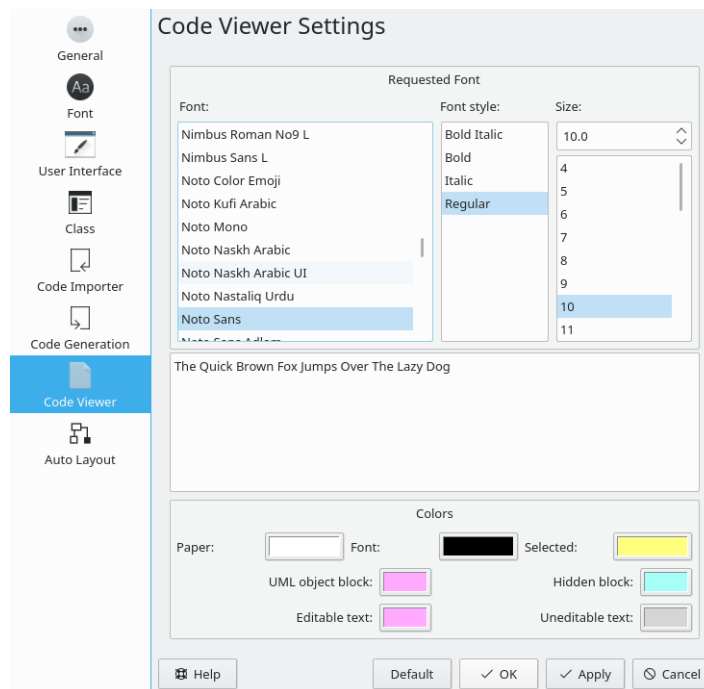 Code Viewer Settings
General
Aa
Font
User Interface
Class
Code Importer
Code Generation
Code Viewer
Auto Layout
Requested Font
Font: Font style: Size:
Nimbus Roman No9 L
Nimbus Sans L
Noto Color Emoji
Noto Kufi Arabic
Noto Mono
Noto Naskh Arabic
Noto Naskh Arabic UI
Noto Nastaliq Urdu
Noto Sans
Noto Sans Adlam
Bold Italic
Bold
Italic
Regular
10.0
4
5
6
7
8
9
10
11
The Quick Brown Fox Jumps Over The Lazy Dog
Colors
Paper: Font: Selected:
UML object block: Hidden block:
Editable text: Uneditable text:
Help Default OK Apply Cancel